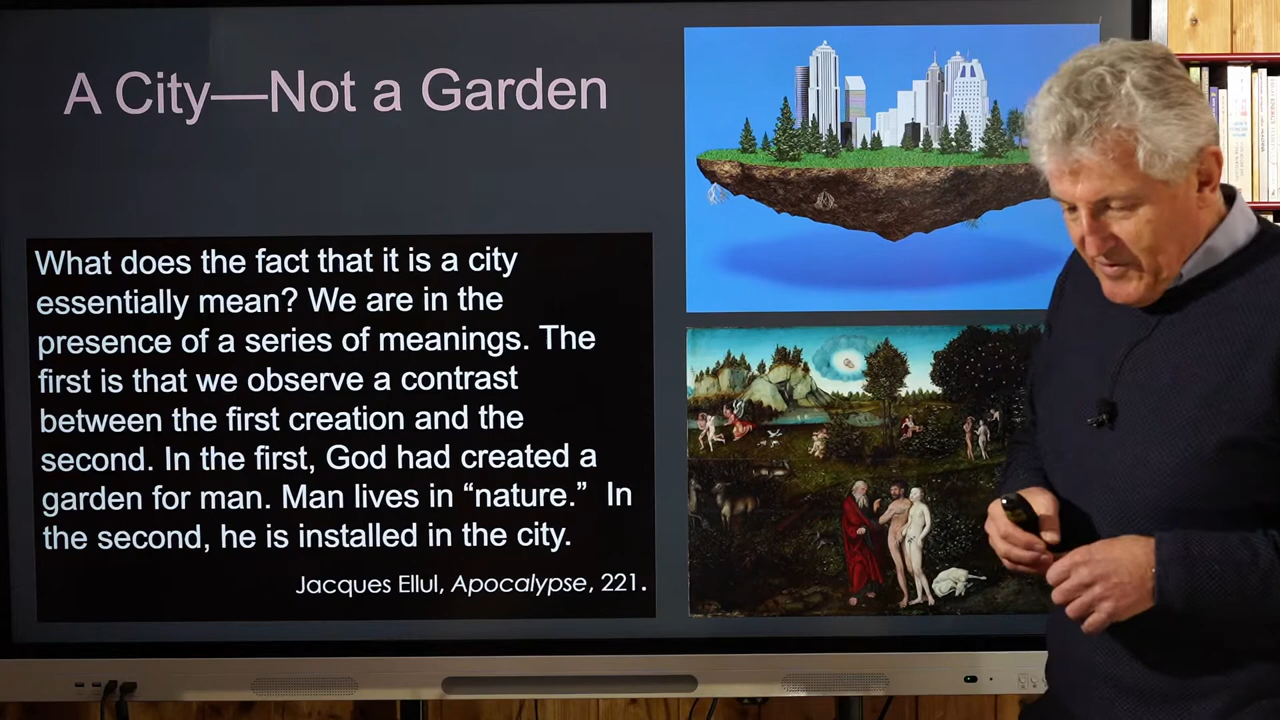 A City—Not a Garden
What does the fact that it is a city
essentially mean? We are in the
presence of a series of meanings. The
first is that we observe a contrast
between the first creation and the
second. In the first, God had created a
garden for man. Man lives in “nature.”  In
the second, he is installed in the city.
Jacques Ellul, Apocalypse, 221.